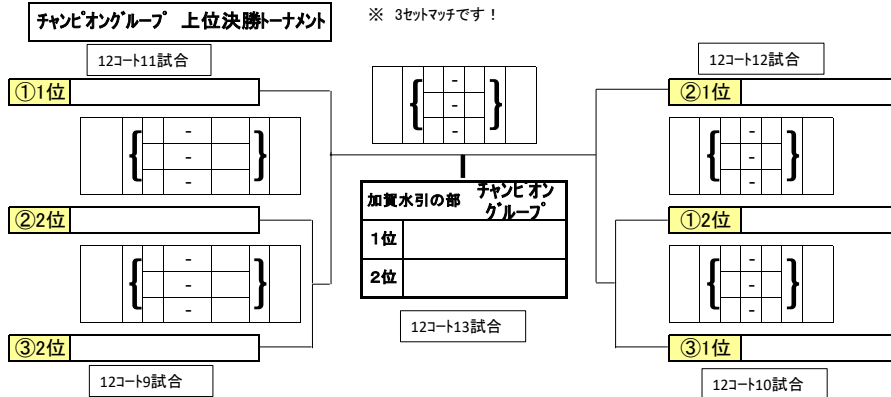 チャンピオングループ 上位決勝トーナメント
※ 3セットマッチです！
12コート11試合
12コート12試合
①1位
②1位
{ - - - }
{ - - - }
{ - - - }
加賀水引の部 チャンピオングループ
1位
2位
②2位
①2位
{ - - - }
{ - - - }
12コート13試合
③2位
③1位
12コート9試合
12コート10試合